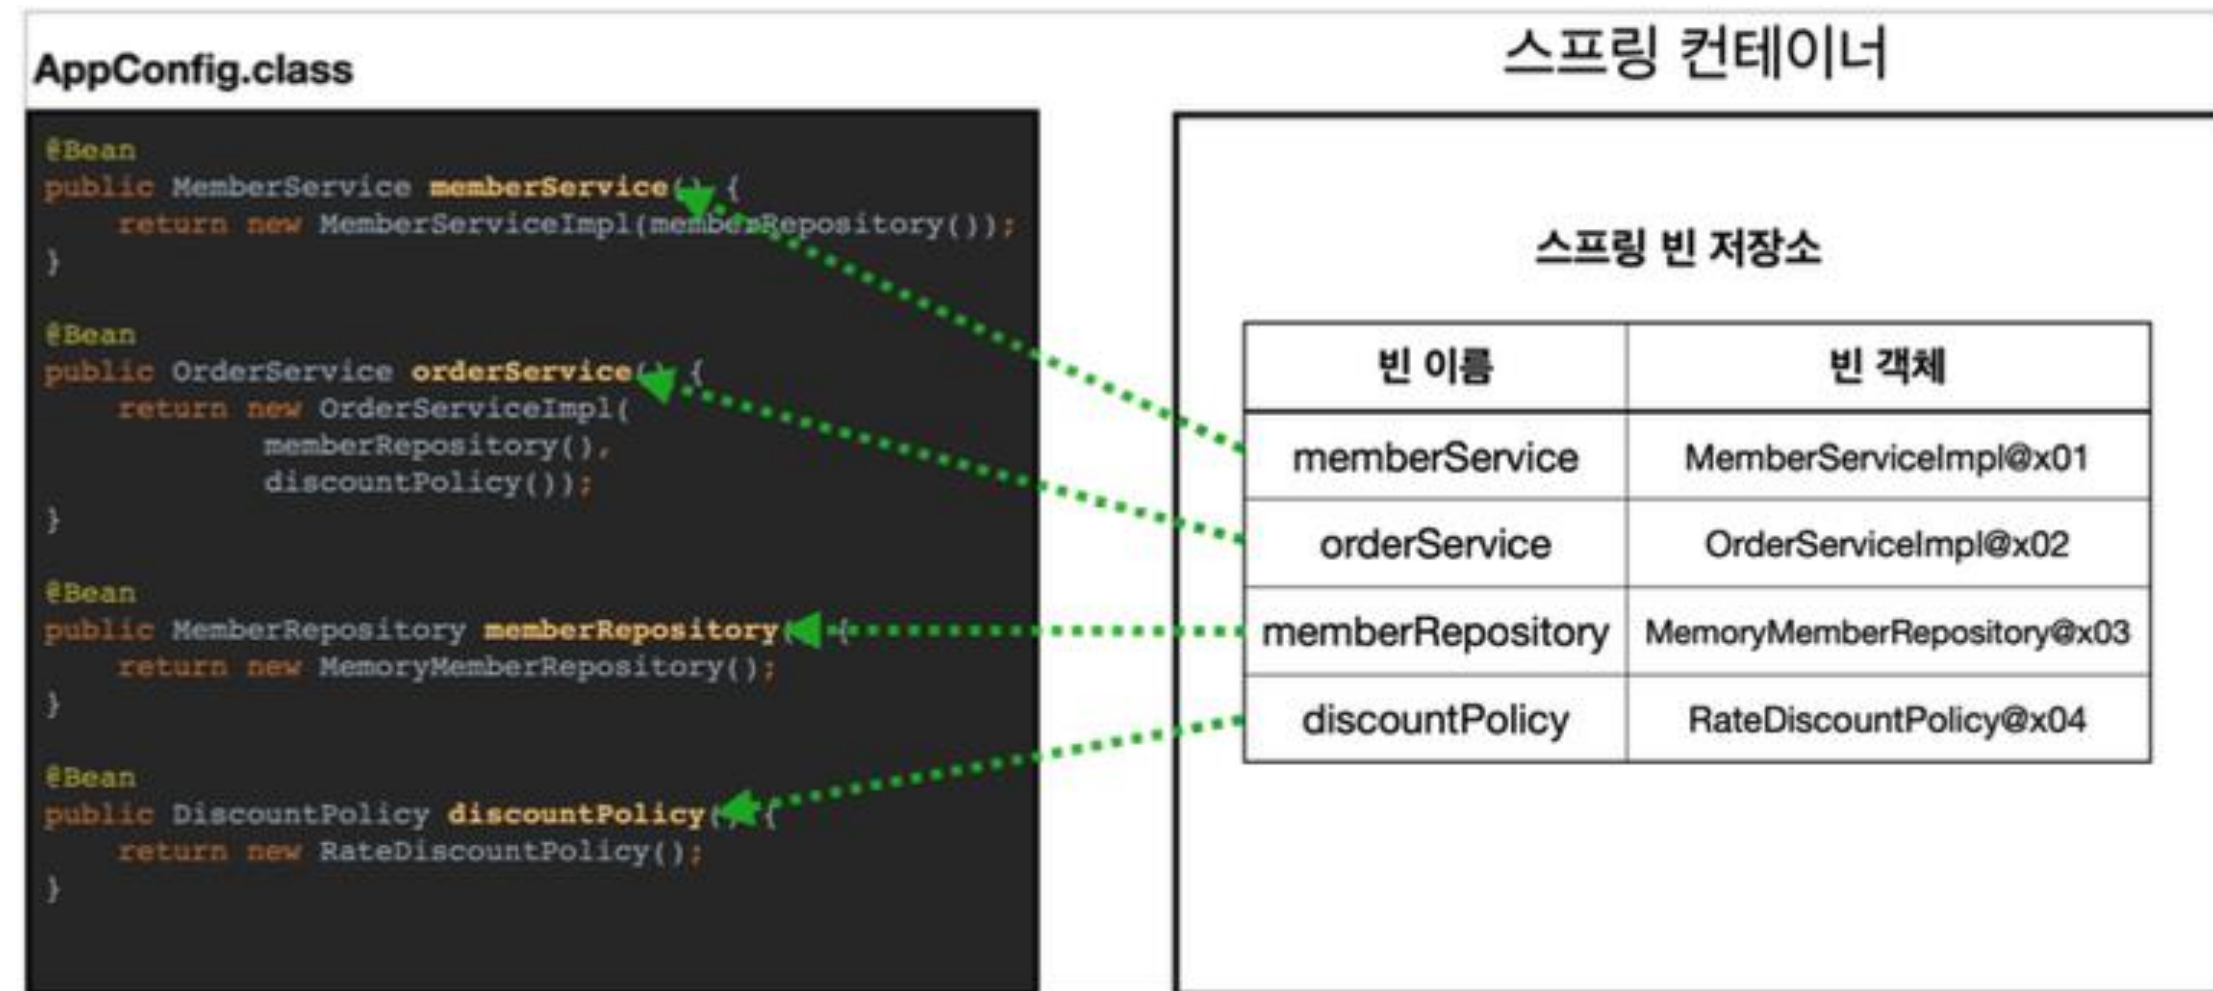 AppConfig.class
@Bean
public MemberService memberService() {
return new MemberServiceImpl(memberRepository());
}
@Bean
public OrderService orderService() {
return new OrderServiceImpl(
memberRepository(),
discountPolicy());
}
@Bean
public MemberRepository memberRepository() {
return new MemoryMemberRepository();
}
@Bean
public DiscountPolicy discountPolicy() {
return new RateDiscountPolicy();
}
스프링 컨테이너
스프링 빈 저장소
빈 이름 빈 객체
memberService MemberServiceImpl@x01
orderService OrderServiceImpl@x02
memberRepository MemoryMemberRepository@x03
discountPolicy RateDiscountPolicy@x04